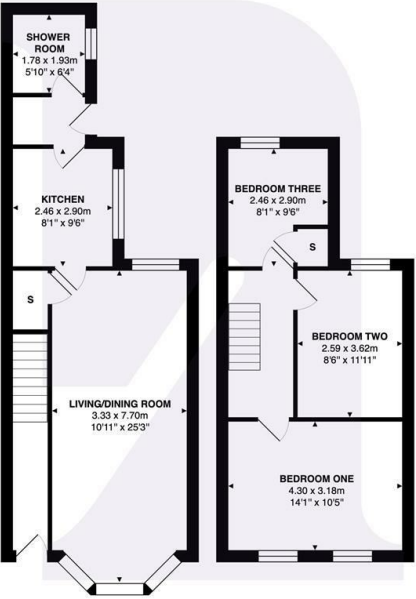 SHOWER
ROOM
1.78 x 1.93m
5'10" x 6'4"
KITCHEN
2.46 x 2.90m
8'1" x 9'6"
S
LIVING/DINING ROOM
3.33 x 7.70m
10'11" x 25'3"
BEDROOM THREE
2.46 x 2.90m
8'1" x 9'6"
S
BEDROOM TWO
2.59 x 3.62m
8'6" x 11'11"
BEDROOM ONE
4.30 x 3.18m
14'1" x 10'5"